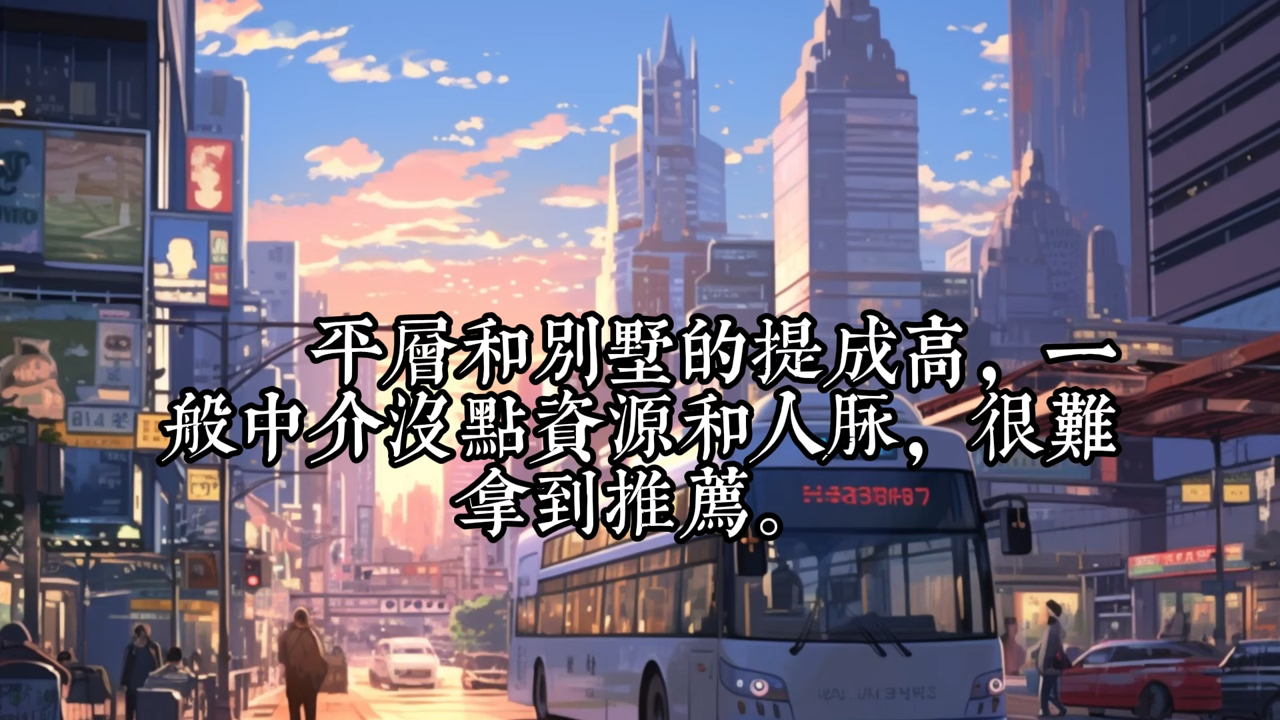 平層和別墅的提成高，一
般中介沒點資源和人脈，很難
拿到推薦。